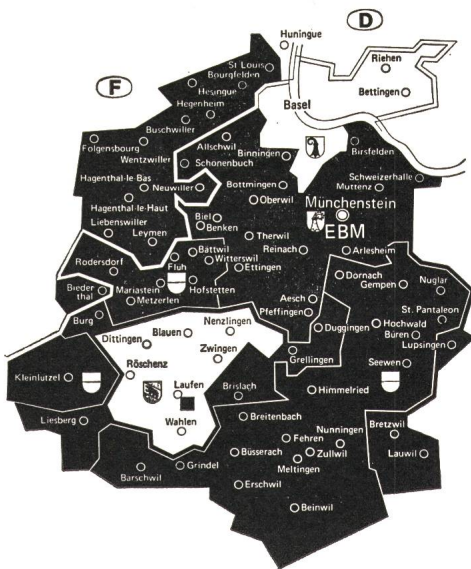 D
Huningue
F
St Louis
Bourgfelden
Hesingue
Riehen
Bettingen
Hegenheim
Basel
Buschwiller
Allschwil
Folgensbourg
Wentzwiller
Schonenbuch
Binningen
Birsfelden
Hagenthal-le-Bas
Neuwiller
Bottmingen
Schweizerhalle
Muttenz
Hagenthal-le-Haut
Oberwil
Münchenstein
Liebenswiller
Biel
Benken
EBM
Leymen
Therwil
Reinach
Arlesheim
Rodersdorf
Bättwil
Flüh
Witterswil
Ettingen
Dornach
Gempen
Nuglar
Bieder
thal
Mariastein
Hofstetten
Metzerlen
Aesch
Pfeffingen
St. Pantaleon
Burg
Nenzlingen
Duggingen
Hochwald
Büren
Lupsingen
Dittingen
Blauen
Zwingen
Grellingen
Seewen
Kleinlützel
Röschenz
Laufen
Brislach
Himmelried
Liesberg
Wahlen
Breitenbach
Bretzwil
Nunningen
Fehren
Büsserach
Zullwil
Meltingen
Lauwil
Barschwil
Grindel
Erschwil
Beinwil